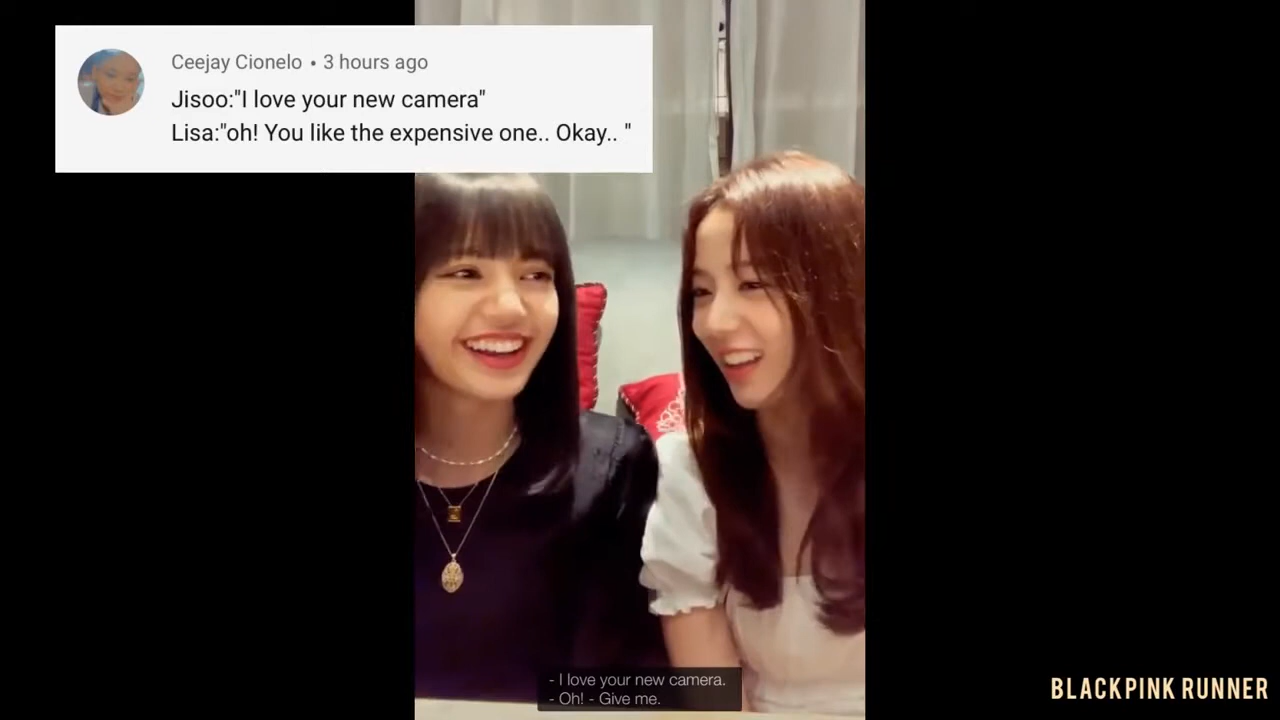 Ceejay Cionelo • 3 hours ago
Jisoo:"I love your new camera"
Lisa:"oh! You like the expensive one.. Okay.. "
- I love your new camera.
- Oh! - Give me.
BLACKPINK RUNNER